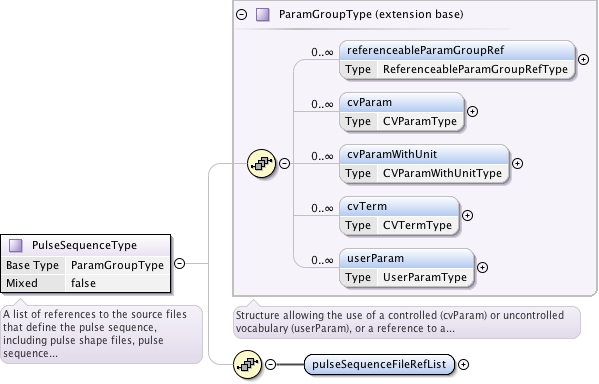 ParamGroupType (extension base)
0..∞ referenceableParamGroupRef
Type ReferenceableParamGroupRefType
0..∞ cvParam
Type CVParamType
0..∞ cvParamWithUnit
Type CVParamWithUnitType
0..∞ cvTerm
Type CVTermType
0..∞ userParam
Type UserParamType
PulseSequenceType
Base Type ParamGroupType
Mixed false
A list of references to the source files
that define the pulse sequence,
including pulse shape files, pulse
sequence...
Structure allowing the use of a controlled (cvParam) or uncontrolled
vocabulary (userParam), or a reference to a...
pulseSequenceFileRefList